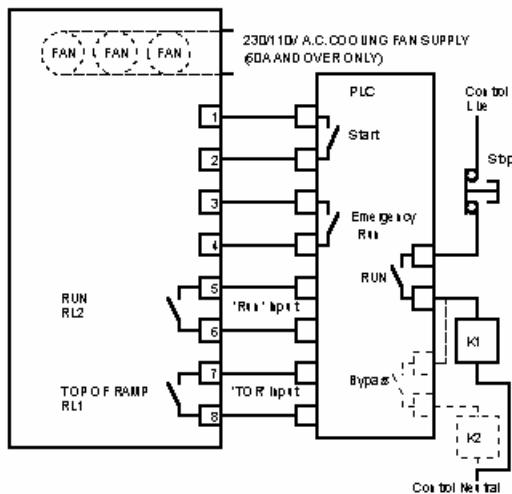 FAN FAN FAN
230/110V A.C. COOLING FAN SUPPLY
(60A AND OVER ONLY)
PLC
Control
Live
1
Start
2
Stop
3
Emergency
Run
4
RUN
5
RUN
RL2
'Run' Input
6
K1
7
TOP OF RAMP
RL1
'TOR' Input
Bypass
8
K2
Control Neutral